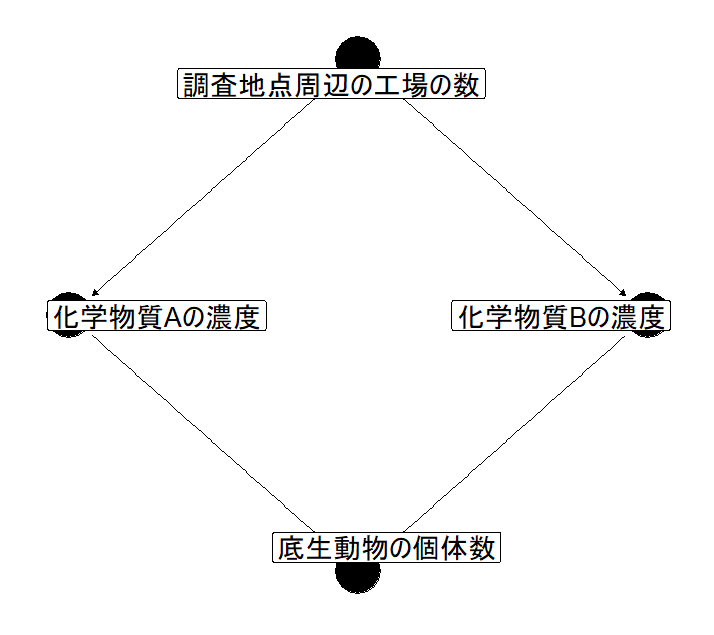 調査地点周辺の工場の数
化学物質Aの濃度
化学物質Bの濃度
底生動物の個体数